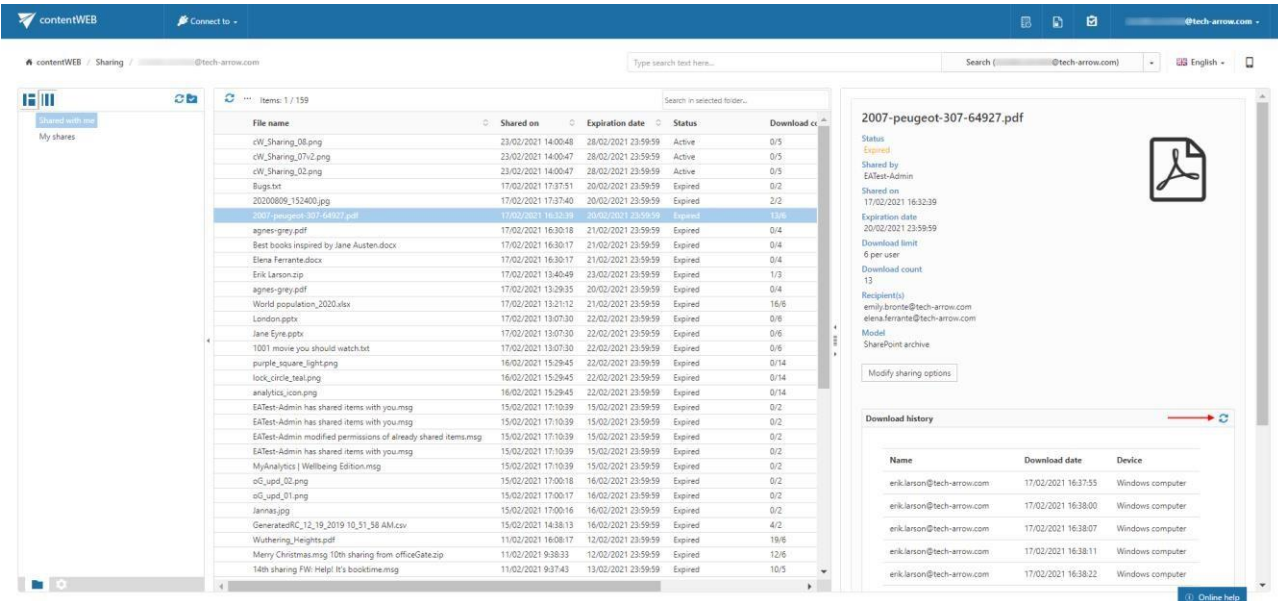 contentWEB
Connect to
@tech-arrow.com
contentWEB / Sharing / @tech-arrow.com
Type search text here...
Search ( @tech-arrow.com)
English
Shared with me
My shares
Items: 1 / 159
Search in selected folder...
File name Shared on Expiration date Status Download co
cW_Sharing_08.png 23/02/2021 14:00:48 28/02/2021 23:59:59 Active 0/5
cW_Sharing_07v2.png 23/02/2021 14:00:47 28/02/2021 23:59:59 Active 0/5
cW_Sharing_02.png 23/02/2021 14:00:47 28/02/2021 23:59:59 Active 0/5
Bugs.txt 17/02/2021 17:37:51 20/02/2021 23:59:59 Expired 0/2
20200809_152400.jpg 17/02/2021 17:37:40 20/02/2021 23:59:59 Expired 2/2
2007-peugeot-307-64927.pdf 17/02/2021 16:32:39 20/02/2021 23:59:59 Expired 13/6
agnes-grey.pdf 17/02/2021 16:30:18 21/02/2021 23:59:59 Expired 0/4
Best books inspired by Jane Austen.docx 17/02/2021 16:30:17 21/02/2021 23:59:59 Expired 0/4
Elena Ferrante.docx 17/02/2021 16:30:17 21/02/2021 23:59:59 Expired 0/4
Erik Larson.zip 17/02/2021 13:40:49 23/02/2021 23:59:59 Expired 1/3
agnes-grey.pdf 17/02/2021 13:29:35 20/02/2021 23:59:59 Expired 0/4
World population_2020.xlsx 17/02/2021 13:21:12 21/02/2021 23:59:59 Expired 16/6
London.pptx 17/02/2021 13:07:30 22/02/2021 23:59:59 Expired 0/6
Jane Eyre.pptx 17/02/2021 13:07:30 22/02/2021 23:59:59 Expired 0/6
1001 movie you should watch.txt 17/02/2021 13:07:30 22/02/2021 23:59:59 Expired 0/6
purple_square_light.png 16/02/2021 15:29:45 22/02/2021 23:59:59 Expired 0/14
lock_circle_teal.png 16/02/2021 15:29:45 22/02/2021 23:59:59 Expired 0/14
analytics_icon.png 16/02/2021 15:29:45 22/02/2021 23:59:59 Expired 0/14
EATest-Admin has shared items with you.msg 15/02/2021 17:10:39 15/02/2021 23:59:59 Expired 0/2
EATest-Admin has shared items with you.msg 15/02/2021 17:10:39 15/02/2021 23:59:59 Expired 0/2
EATest-Admin modified permissions of already shared items.msg 15/02/2021 17:10:39 15/02/2021 23:59:59 Expired 0/2
EATest-Admin has shared items with you.msg 15/02/2021 17:10:39 15/02/2021 23:59:59 Expired 0/2
MyAnalytics | Wellbeing Edition.msg 15/02/2021 17:10:39 15/02/2021 23:59:59 Expired 0/2
oG_upd_02.png 15/02/2021 17:00:18 16/02/2021 23:59:59 Expired 0/2
oG_upd_01.png 15/02/2021 17:00:17 16/02/2021 23:59:59 Expired 0/2
Jannas.jpg 15/02/2021 17:00:16 16/02/2021 23:59:59 Expired 0/2
GeneratedRC_12_19_2019 10_51_58 AM.csv 15/02/2021 14:38:13 16/02/2021 23:59:59 Expired 4/2
Wuthering_Heights.pdf 11/02/2021 16:08:17 12/02/2021 23:59:59 Expired 19/6
Merry Christmas.msg 10th sharing from officeGate.zip 11/02/2021 9:38:33 12/02/2021 23:59:59 Expired 12/6
14th sharing FW: Help! It's booktime.msg 11/02/2021 9:37:43 13/02/2021 23:59:59 Expired 10/5
2007-peugeot-307-64927.pdf
Status
Expired
Shared by
EATest-Admin
Shared on
17/02/2021 16:32:39
Expiration date
20/02/2021 23:59:59
Download limit
6 per user
Download count
13
Recipient(s)
emily.bronte@tech-arrow.com
elena.ferrante@tech-arrow.com
Model
SharePoint archive
Modify sharing options
Download history
Name Download date Device
erik.larson@tech-arrow.com 17/02/2021 16:37:55 Windows computer
erik.larson@tech-arrow.com 17/02/2021 16:38:00 Windows computer
erik.larson@tech-arrow.com 17/02/2021 16:38:07 Windows computer
erik.larson@tech-arrow.com 17/02/2021 16:38:11 Windows computer
erik.larson@tech-arrow.com 17/02/2021 16:38:22 Windows computer
Online help